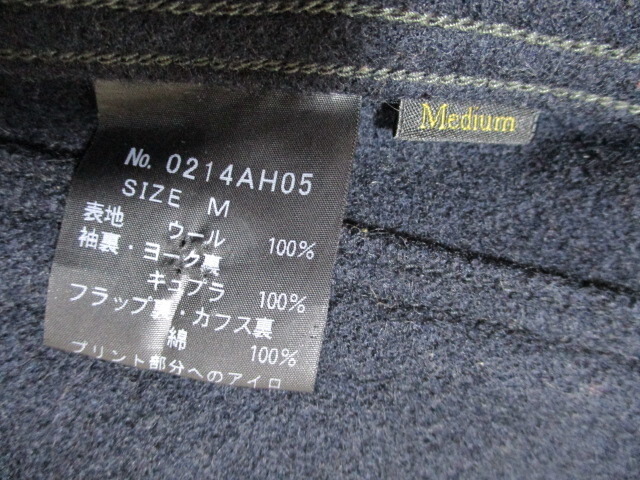 Medium
No. 0214AH05
SIZE M
表地 ウール 100%
袖裏・ヨーク裏
キュプラ 100%
フラップ裏・カフス裏
綿 100%
プリント部分へのアイロ